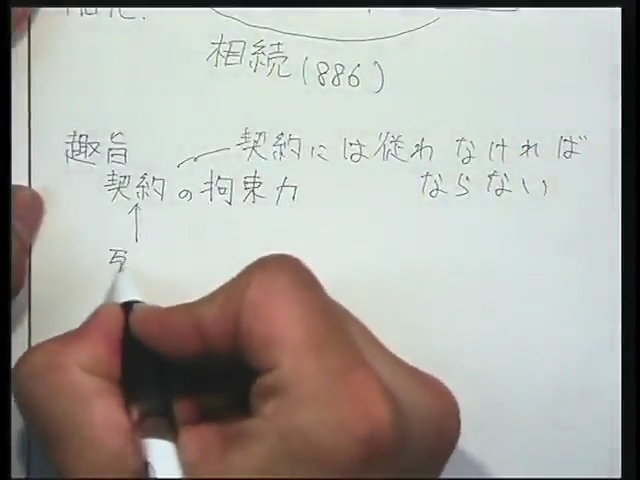 相続(886)
趣旨
契約には従わなければ
ならない
契約の拘束力